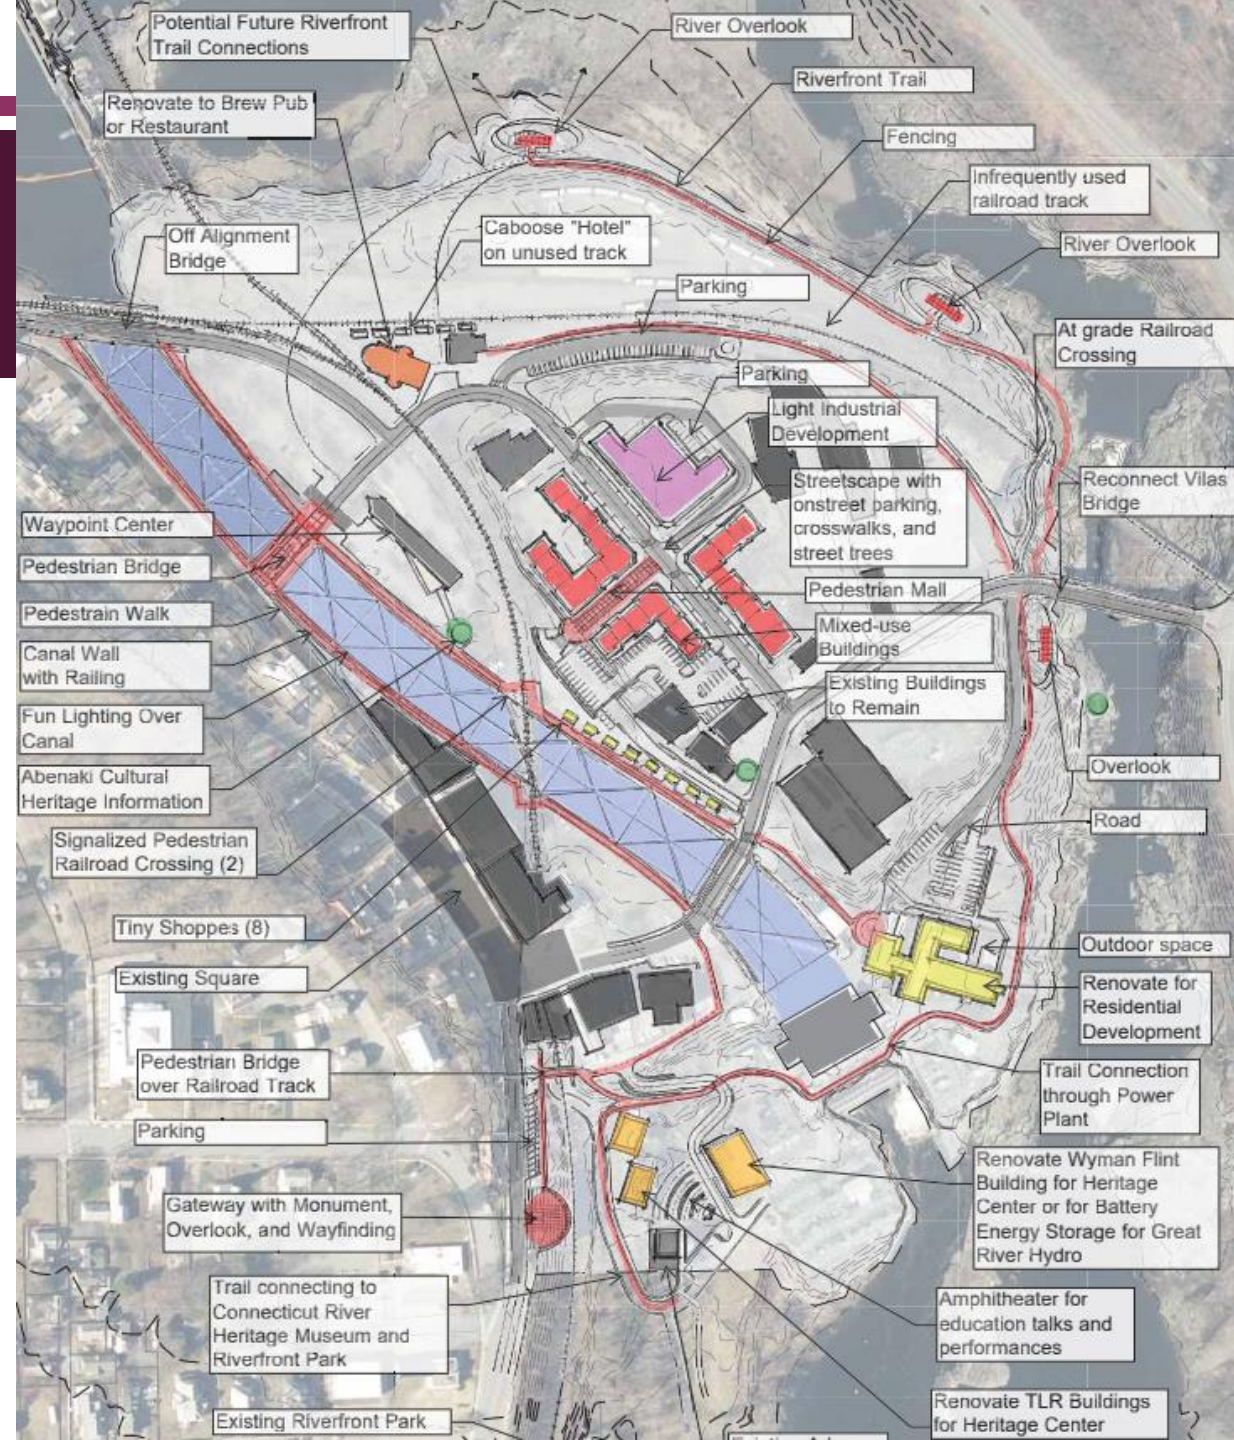 Potential Future Riverfront
Trail Connections
River Overlook
Riverfront Trail
Renovate to Brew Pub
or Restaurant
Fencing
Infrequently used
railroad track
Off Alignment
Bridge
Caboose "Hotel"
on unused track
River Overlook
Parking
At grade Railroad
Crossing
Parking
Light Industrial
Development
Streetscape with
onstreet parking,
crosswalks, and
street trees
Reconnect Vilas
Bridge
Waypoint Center
Pedestrian Bridge
Pedestrian Mall
Pedestrain Walk
Mixed-use
Buildings
Canal Wall
with Railing
Existing Buildings
to Remain
Fun Lighting Over
Canal
Abenaki Cultural
Heritage Information
Overlook
Road
Signalized Pedestrian
Railroad Crossing (2)
Tiny Shoppes (8)
Outdoor space
Existing Square
Renovate for
Residential
Development
Pedestrian Bridge
over Railroad Track
Trail Connection
through Power
Plant
Parking
Renovate Wyman Flint
Building for Heritage
Center or for Battery
Energy Storage for Great
River Hydro
Gateway with Monument,
Overlook, and Wayfinding
Trail connecting to
Connecticut River
Heritage Museum and
Riverfront Park
Amphitheater for
education talks and
performances
Renovate TLR Buildings
for Heritage Center
Existing Riverfront Park